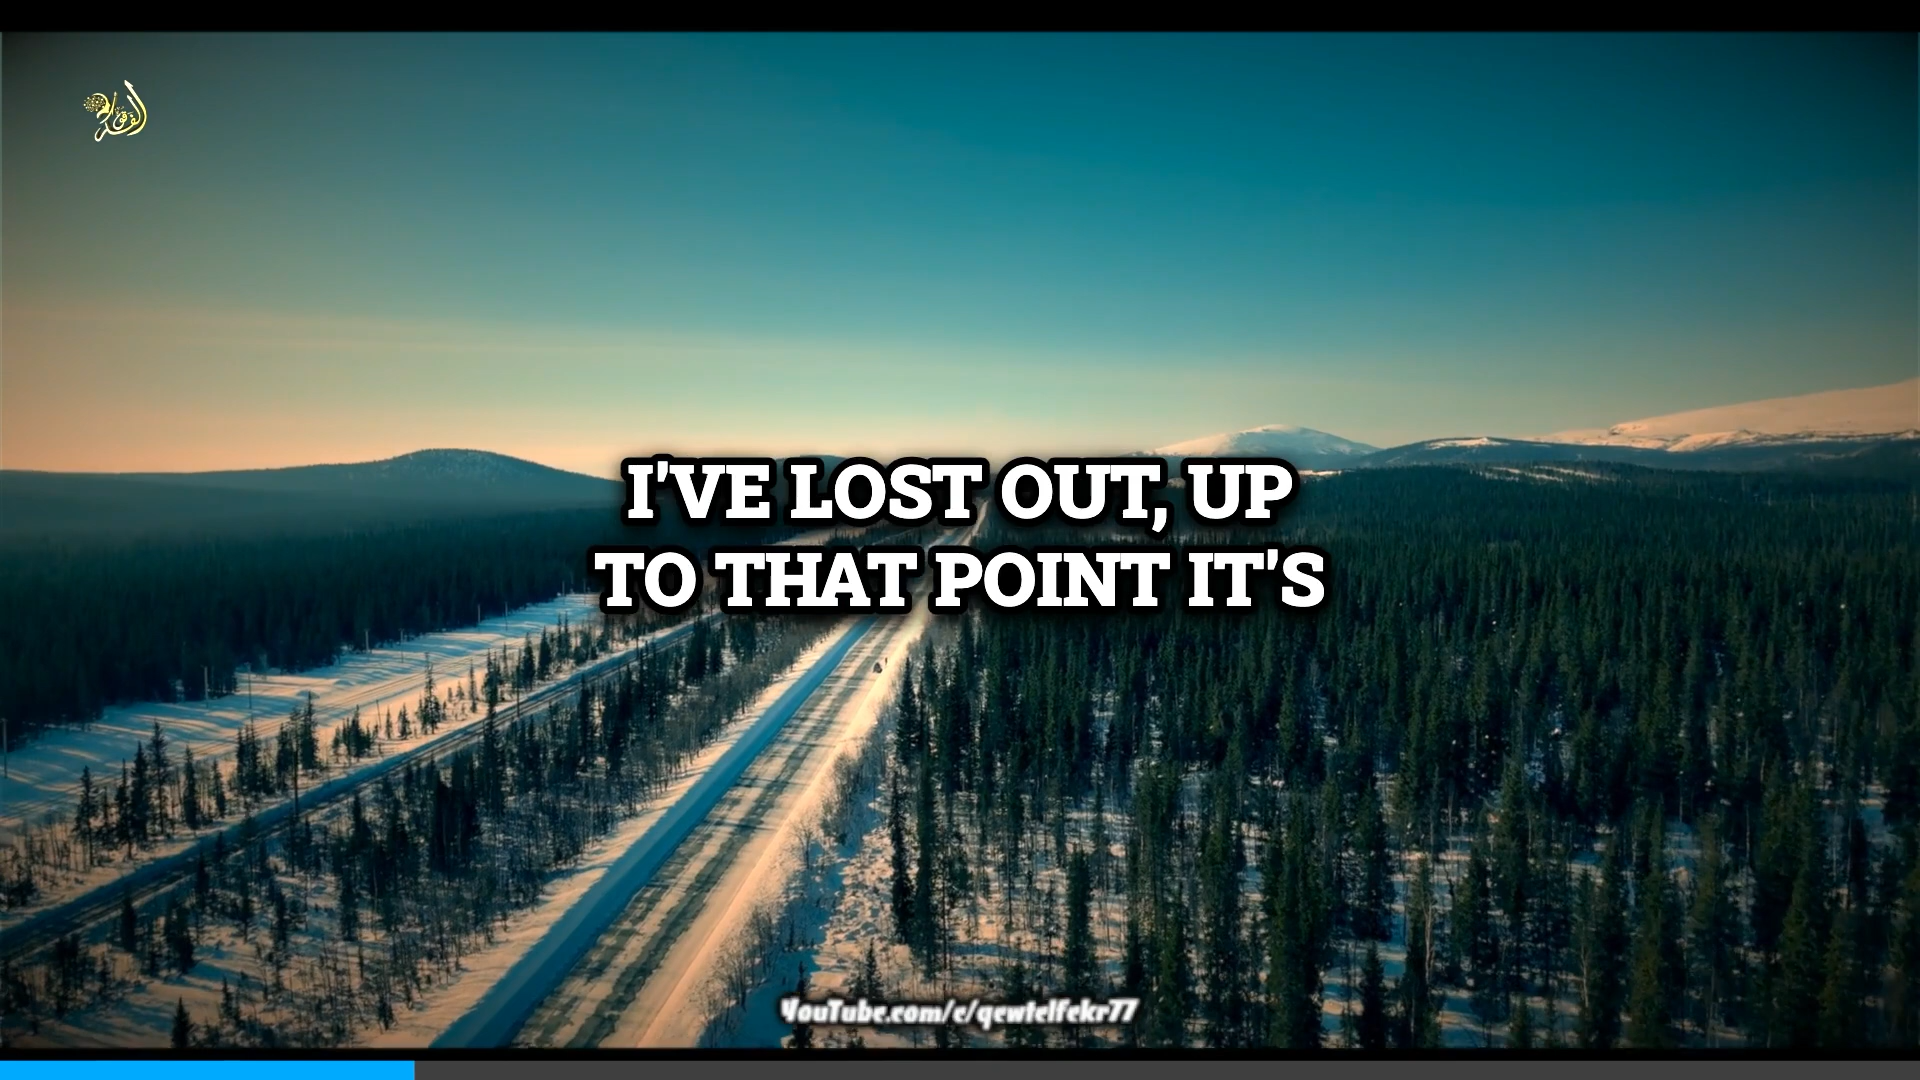 I'VE LOST OUT, UP
TO THAT POINT IT'S
YouTube.com/c/qewtelfekr77